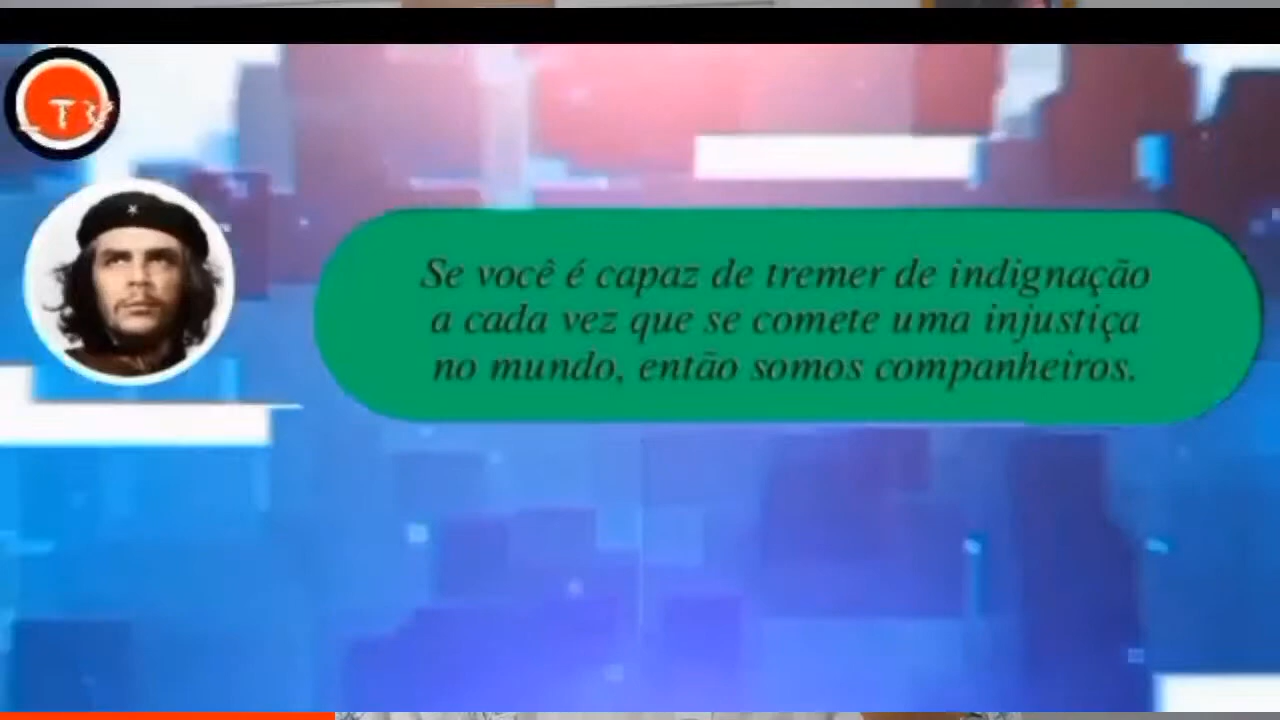 TV
Se você é capaz de tremer de indignação
a cada vez que se comete uma injustiça
no mundo, então somos companheiros.